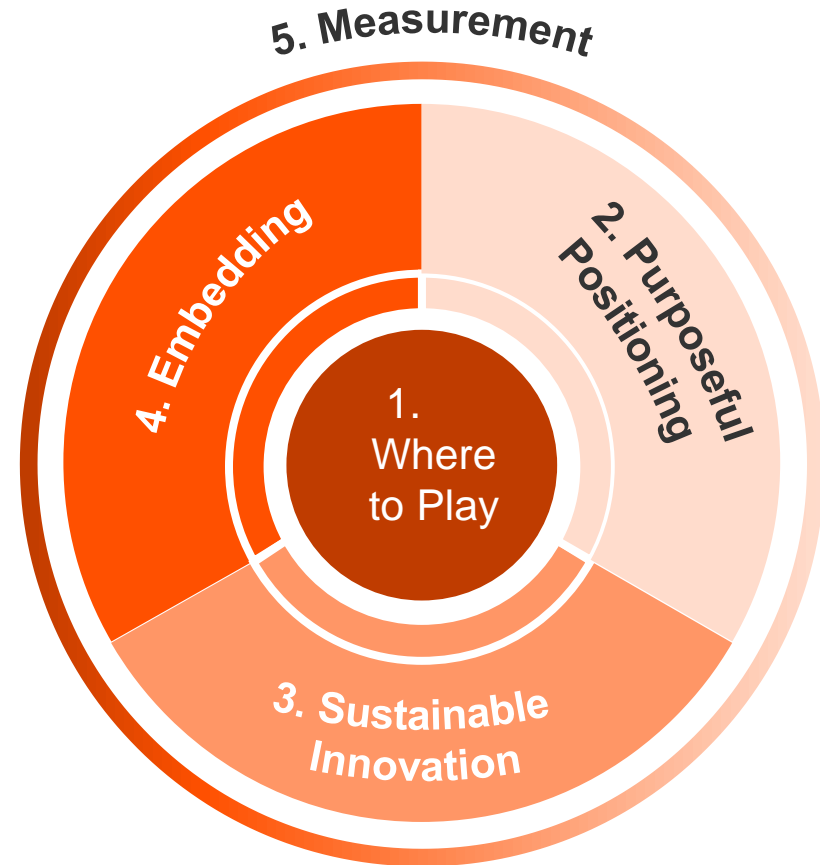 5. Measurement
4. Embedding
2. Purposeful
Positioning
1.
Where
to Play
3. Sustainable
Innovation